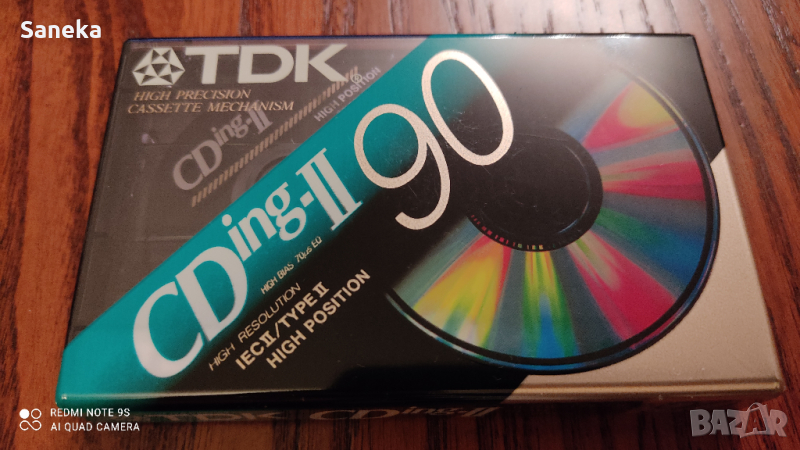 Saneka
TDK
HIGH PRECISION
CASSETTE MECHANISM
CDing-II
HIGH POSITION
CDing-II 90
HIGH BIAS 70μs EQ
HIGH RESOLUTION
IECII/TYPE II
HIGH POSITION
TDK CDing-II
REDMI NOTE 9S
AI QUAD CAMERA
BAZAR